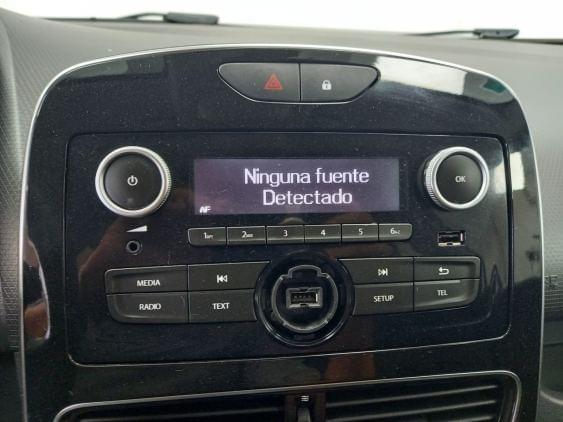 Ninguna fuente
Detectado
AF
OK
1 2 3 4 5 6
MEDIA
RADIO
TEXT
SETUP
TEL